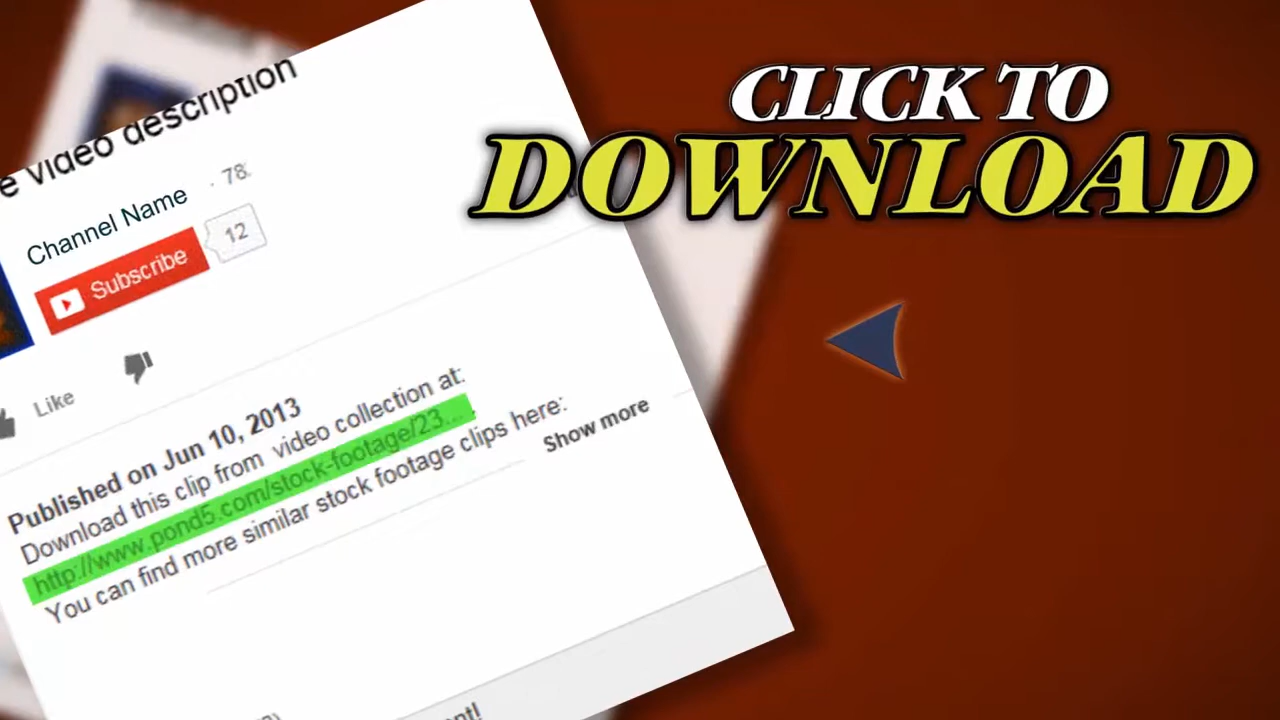 CLICK TO
DOWNLOAD
e video description
Channel Name
78
Subscribe
12
Like
Published on Jun 10, 2013
Download this clip from video collection at:
http://www.pond5.com/stock-footage/23...
You can find more similar stock footage clips here:
Show more